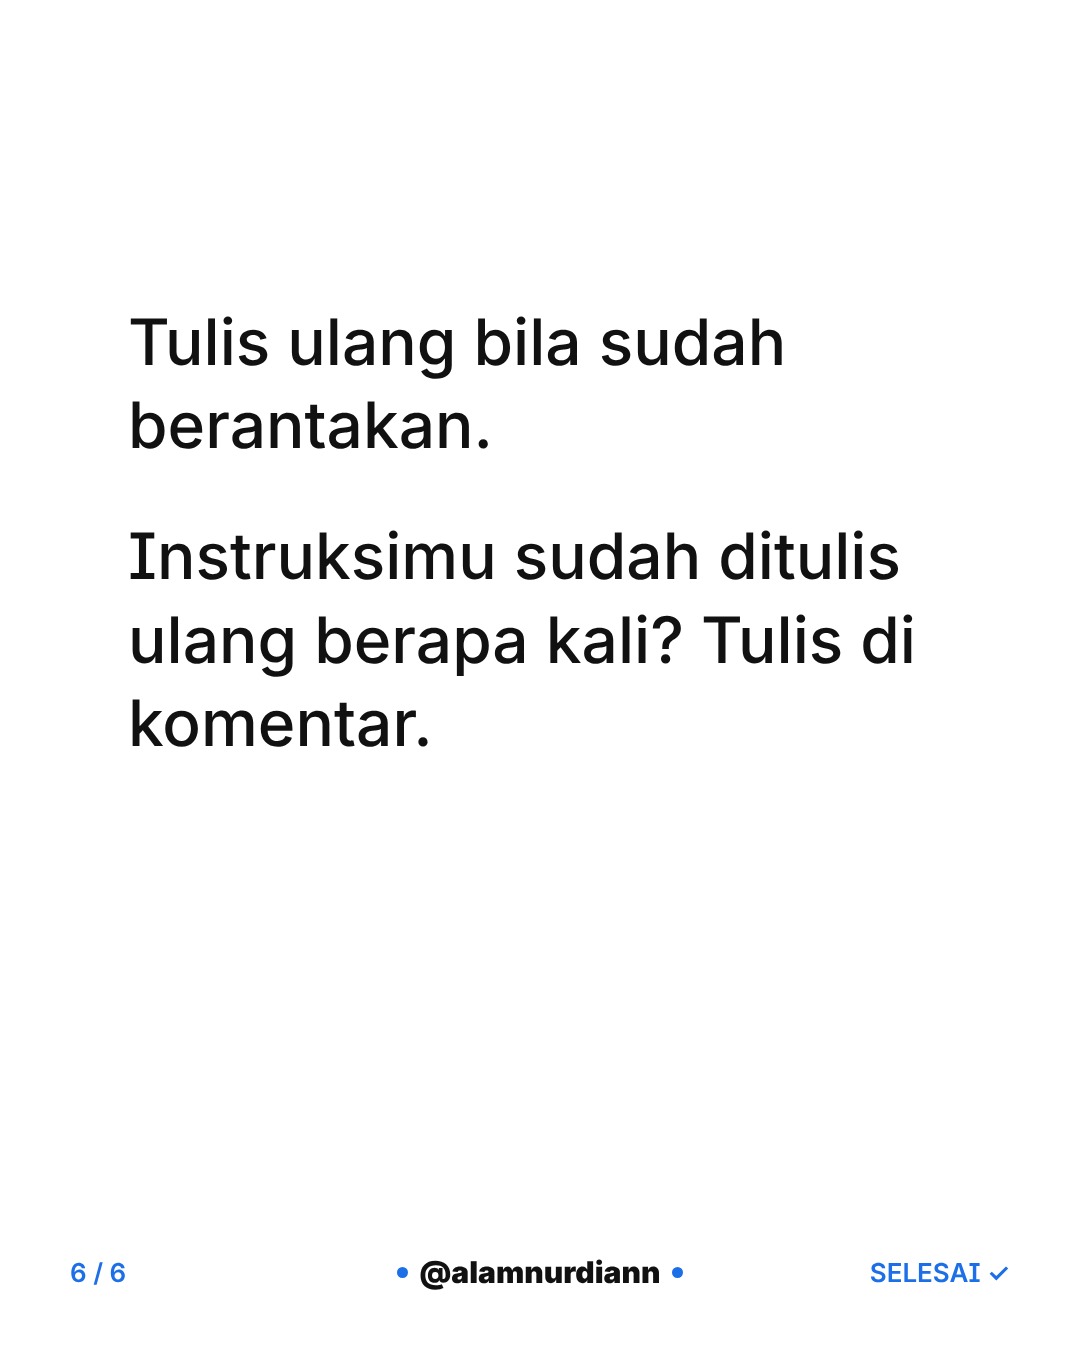 Tulis ulang bila sudah
berantakan.
Instruksimu sudah ditulis
ulang berapa kali? Tulis di
komentar.
6 / 6
• @alamnurdiann •
SELESAI ✓